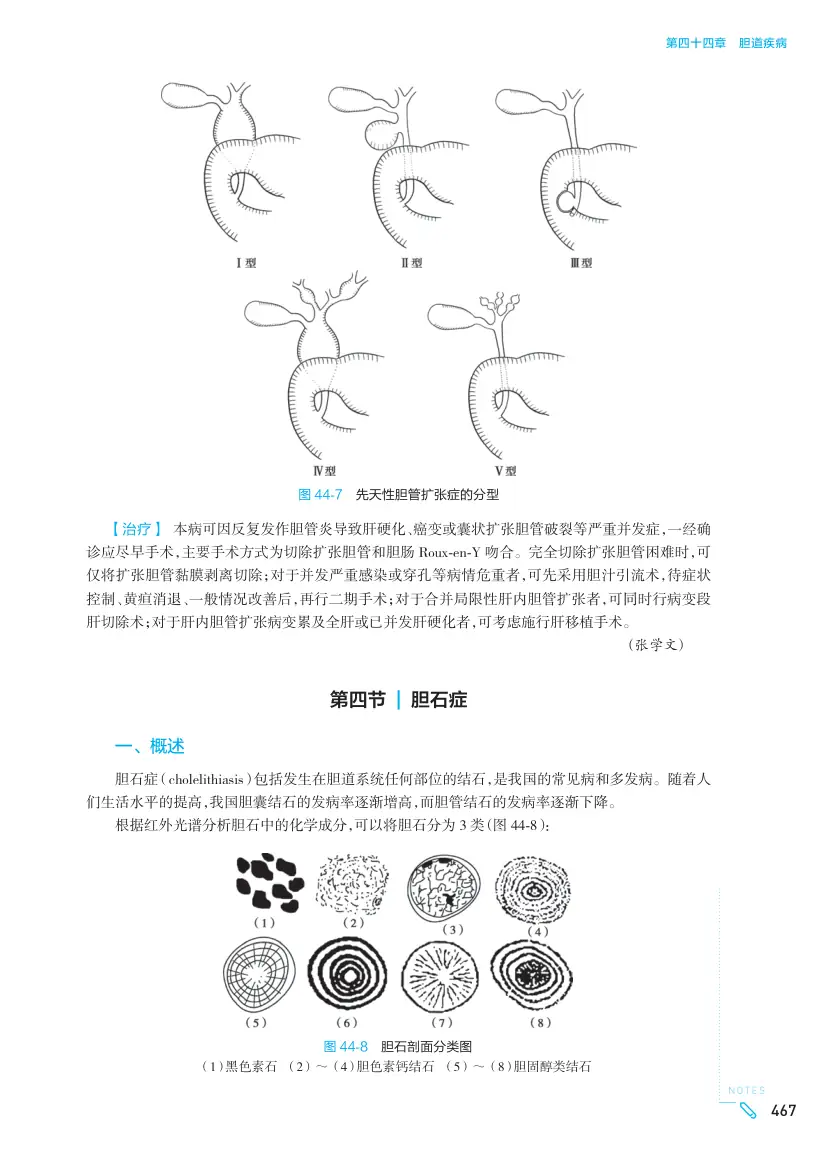 第四十四章　胆道疾病
Ⅰ型　Ⅱ型　Ⅲ型
Ⅳ型　Ⅴ型
图 44-7　先天性胆管扩张症的分型
【治疗】 本病可因反复发作胆管炎导致肝硬化、癌变或囊状扩张胆管破裂等严重并发症,一经确
诊应尽早手术,主要手术方式为切除扩张胆管和胆肠 Roux-en-Y 吻合。完全切除扩张胆管困难时,可
仅将扩张胆管黏膜剥离切除;对于并发严重感染或穿孔等病情危重者,可先采用胆汁引流术,待症状
控制、黄疸消退、一般情况改善后,再行二期手术;对于合并局限性肝内胆管扩张者,可同时行病变段
肝切除术;对于肝内胆管扩张病变累及全肝或已并发肝硬化者,可考虑施行肝移植手术。
(张学文)
第四节 | 胆石症
一、概述
胆石症(cholelithiasis)包括发生在胆道系统任何部位的结石,是我国的常见病和多发病。随着人
们生活水平的提高,我国胆囊结石的发病率逐渐增高,而胆管结石的发病率逐渐下降。
根据红外光谱分析胆石中的化学成分,可以将胆石分为 3 类(图 44-8):
(1)　(2)　(3)　(4)
(5)　(6)　(7)　(8)
图 44-8　胆石剖面分类图
(1)黑色素石　(2)～(4)胆色素钙结石　(5)～(8)胆固醇类结石
NOTES
467